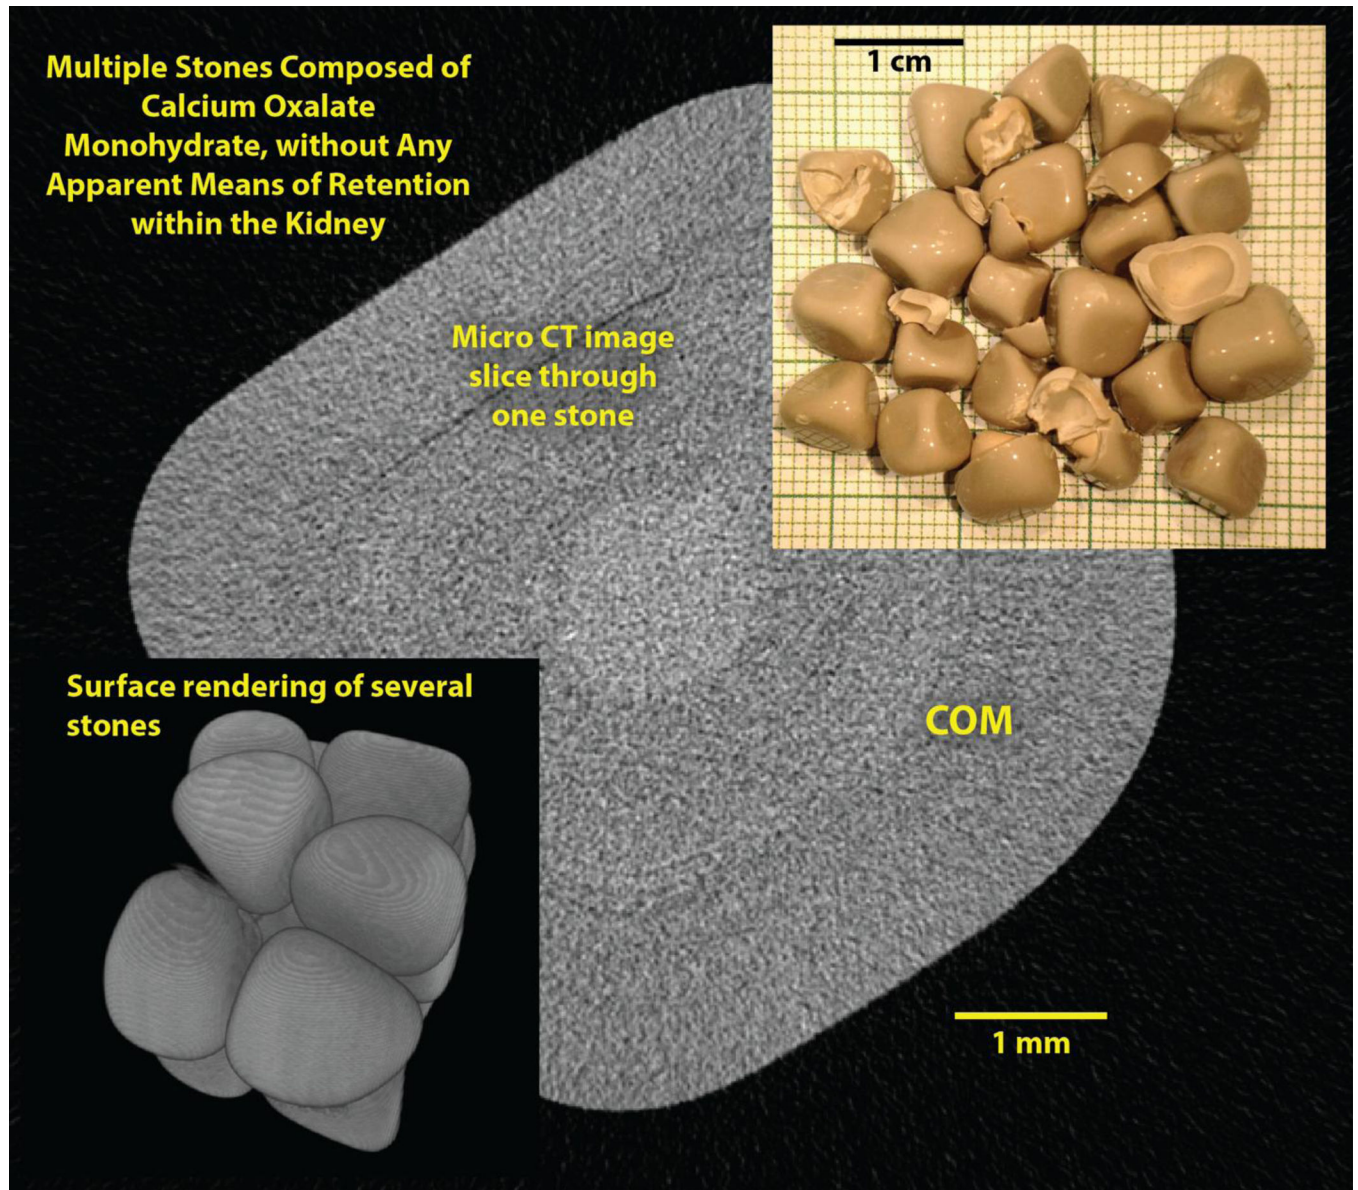 Multiple Stones Composed of
Calcium Oxalate
Monohydrate, without Any
Apparent Means of Retention
within the Kidney
1 cm
Micro CT image
slice through
one stone
Surface rendering of several
stones
COM
1 mm